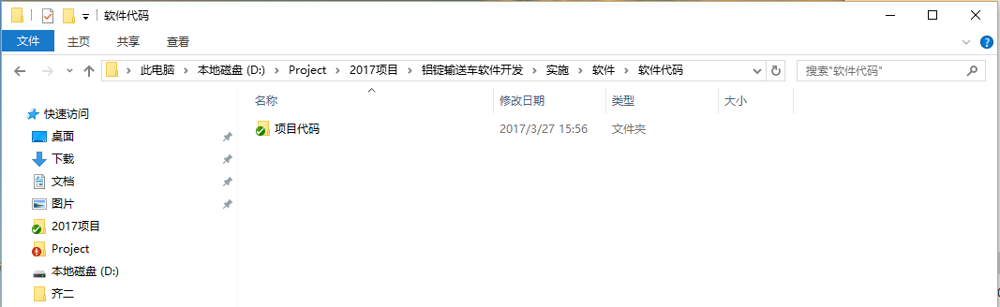 软件代码
文件 主页 共享 查看
此电脑 本地磁盘 (D:) Project 2017项目 铝锭输送车软件开发 实施 软件 软件代码 搜索"软件代码"
名称 修改日期 类型 大小
快速访问
项目代码 2017/3/27 15:56 文件夹
桌面
下载
文档
图片
2017项目
Project
本地磁盘 (D:)
齐二